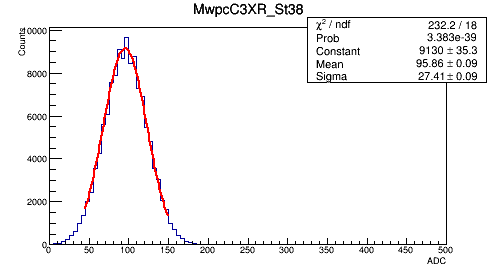 MwpcC3XR_St38
χ² / ndf 232.2 / 18
Prob 3.383e-39
Constant 9130 ± 35.3
Mean 95.86 ± 0.09
Sigma 27.41 ± 0.09
Counts
10000
8000
6000
4000
2000
0
0 50 100 150 200 250 300 350 400 450 500
ADC